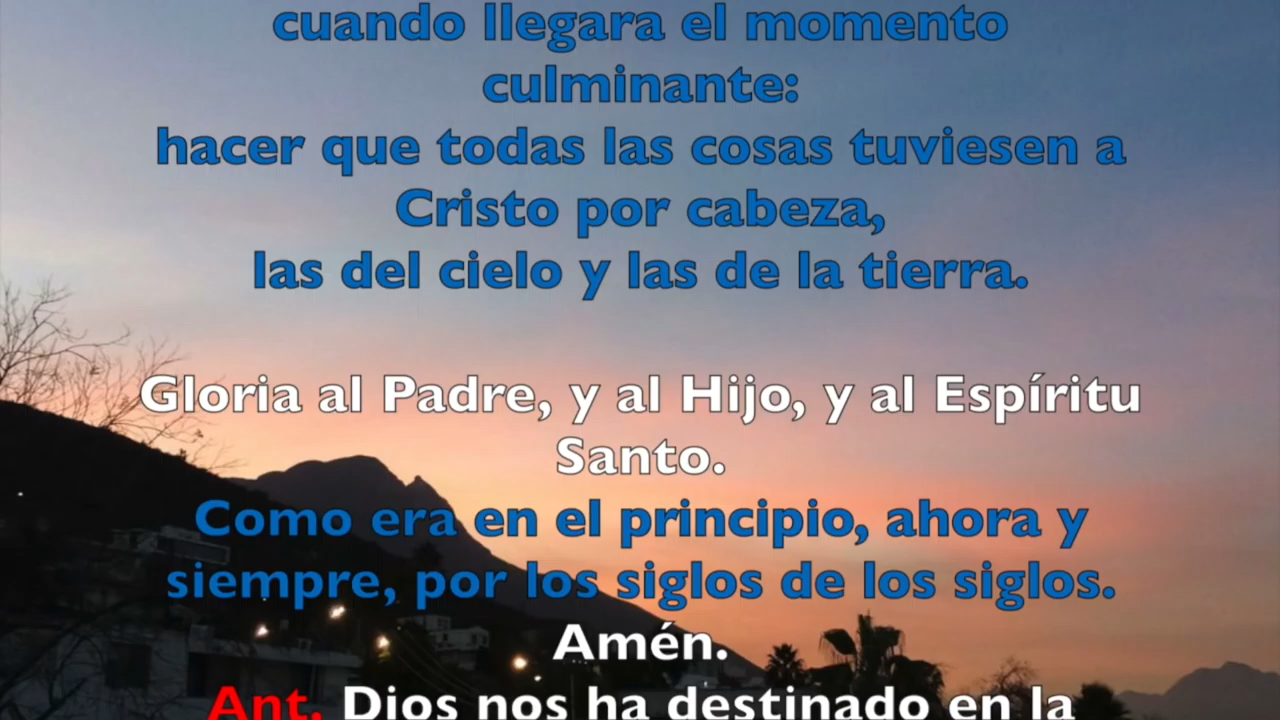 cuando llegara el momento
culminante:
hacer que todas las cosas tuviesen a
Cristo por cabeza,
las del cielo y las de la tierra.
Gloria al Padre, y al Hijo, y al Espíritu
Santo.
Como era en el principio, ahora y
siempre, por los siglos de los siglos.
Amén.
Ant. Dios nos ha destinado en la